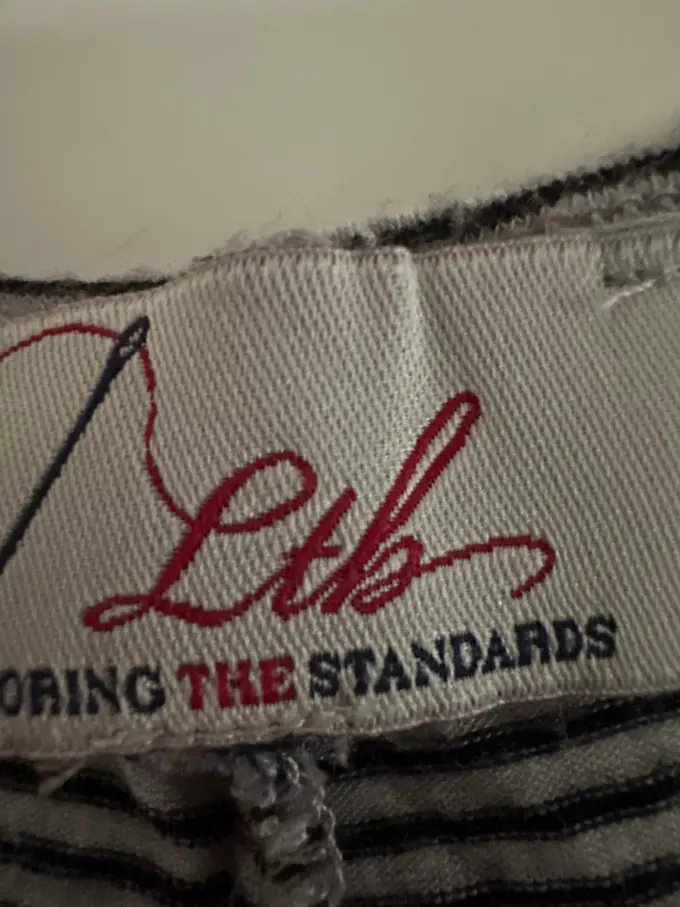 Ltb
ORING THE STANDARDS